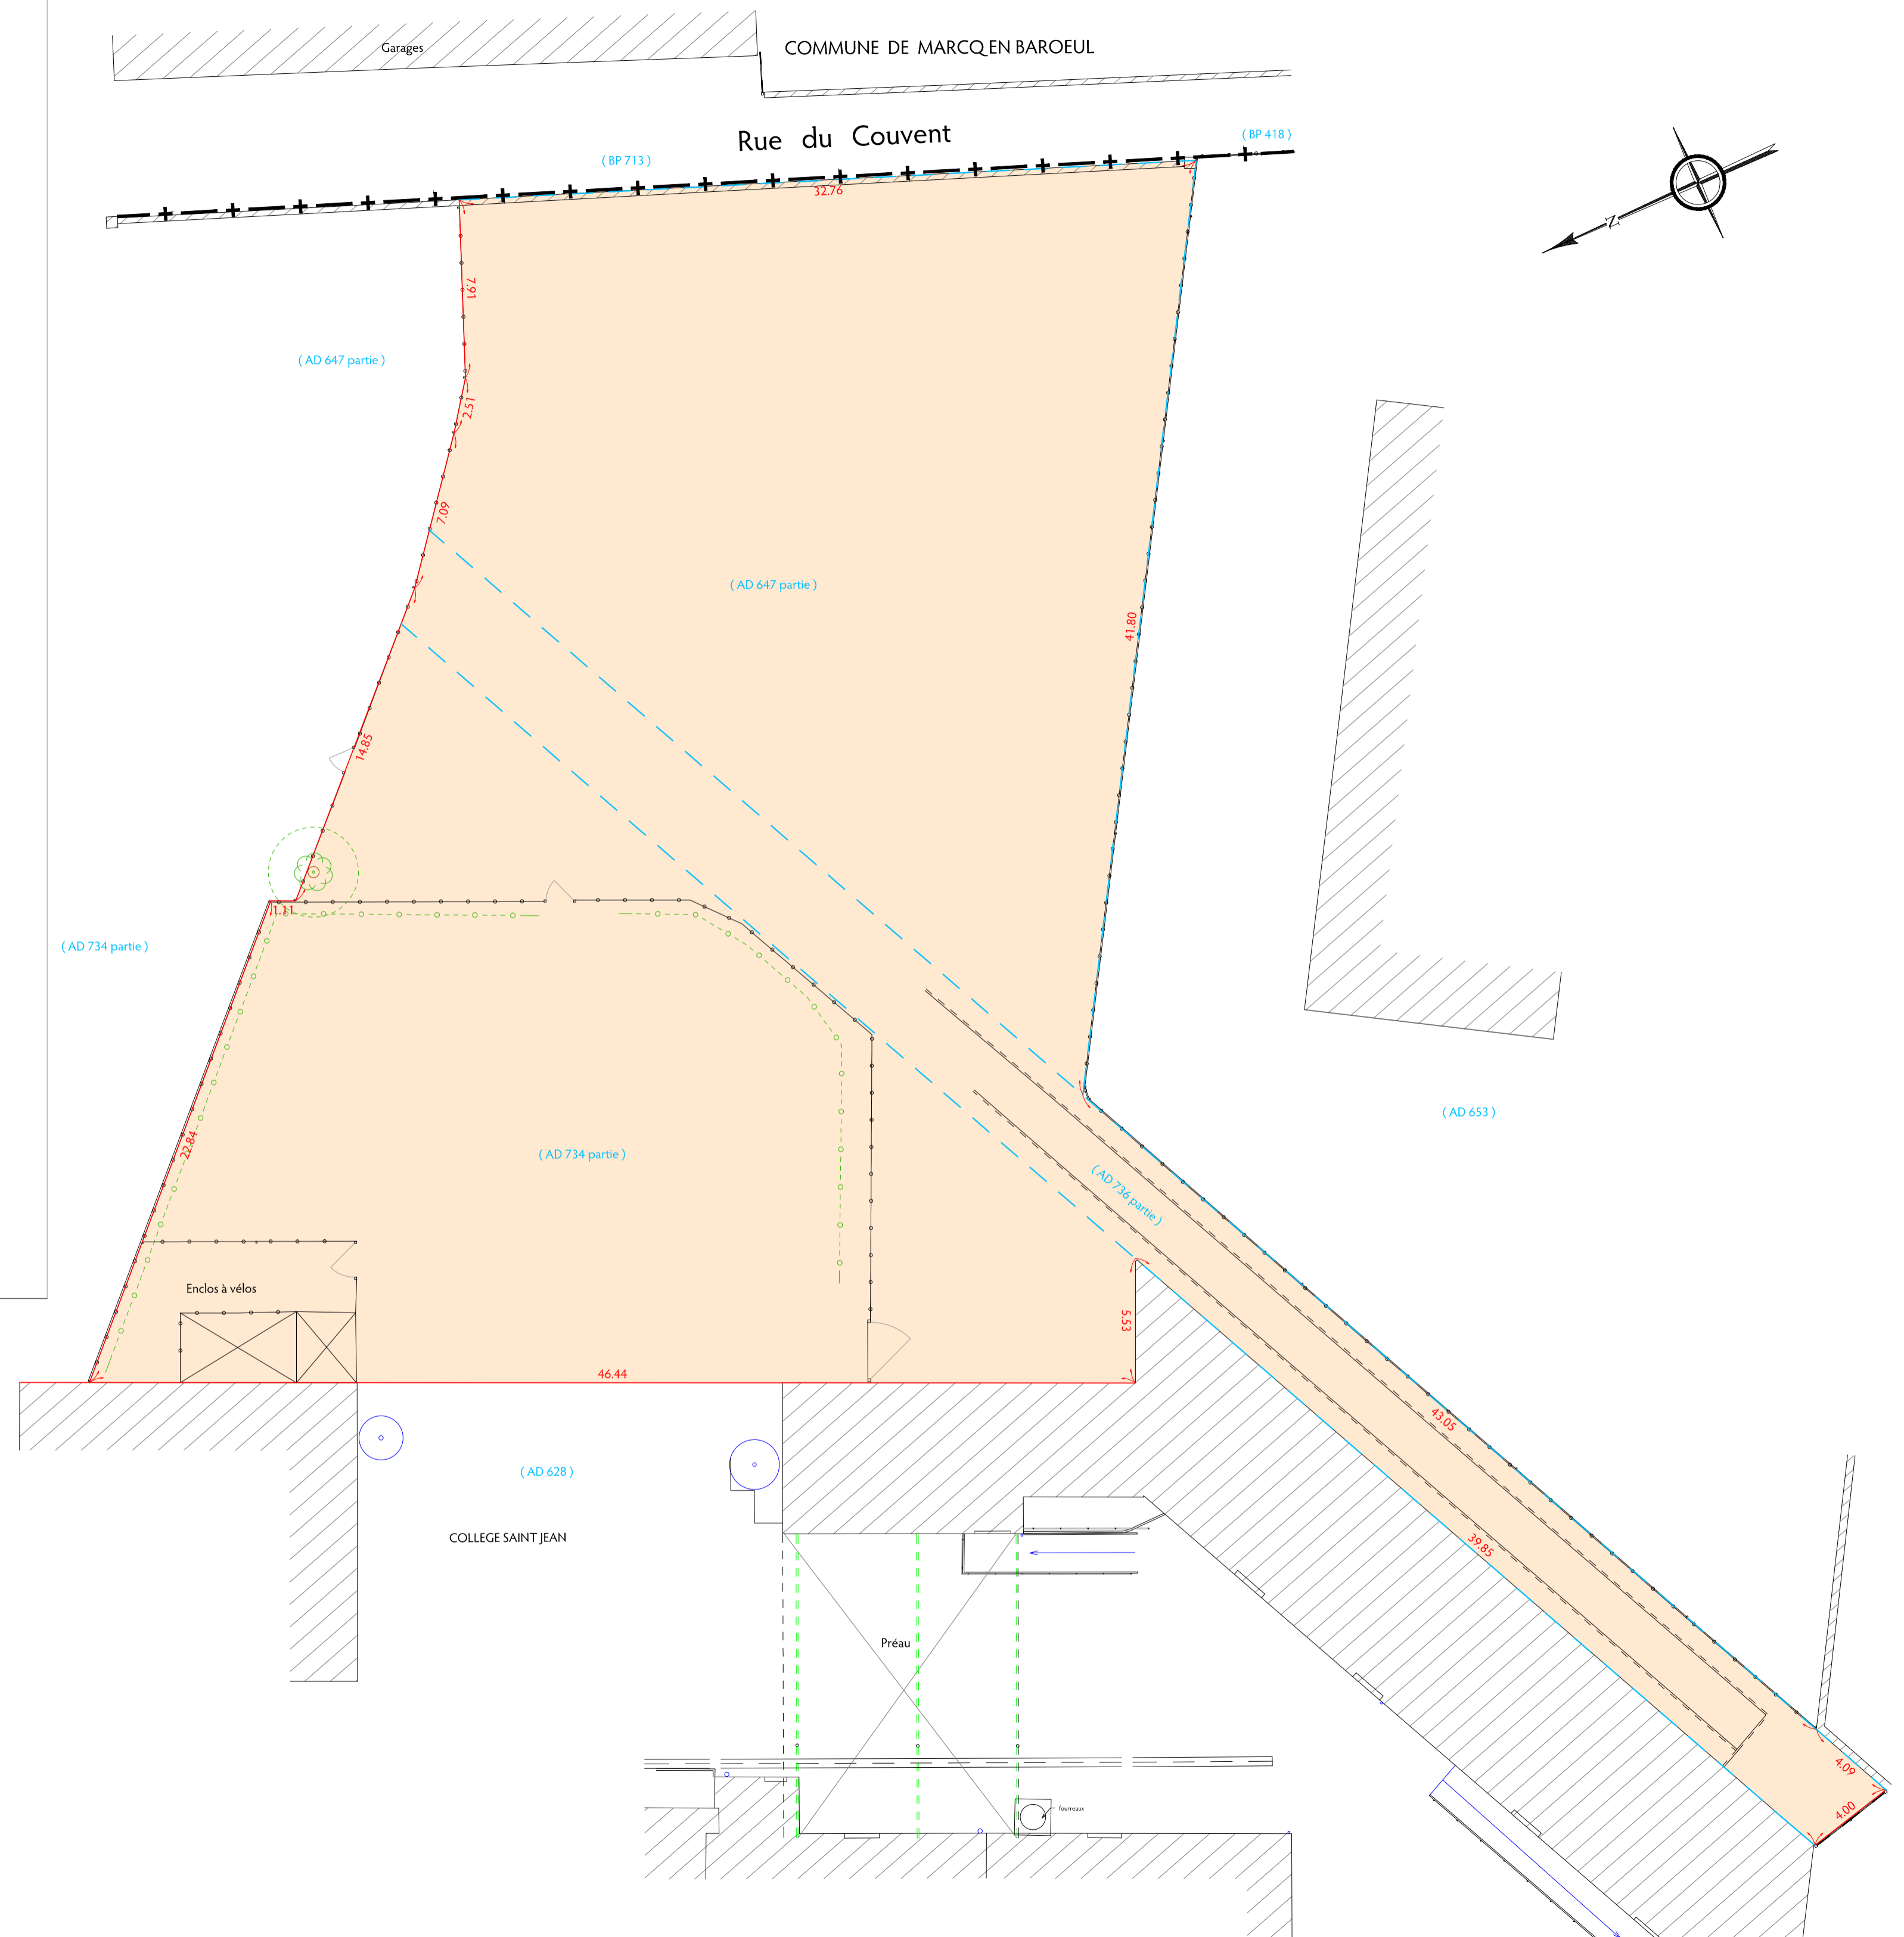 Garages
COMMUNE DE MARCQ EN BAROEUL
Rue du Couvent
( BP 418 )
( BP 713 )
32.76
N
7.91
( AD 647 partie )
2.51
7.09
( AD 647 partie )
41.80
14.85
1.11
( AD 734 partie )
( AD 653 )
22.84
( AD 734 partie )
( AD 736 partie )
Enclos à vélos
5.53
46.44
43.05
( AD 628 )
COLLEGE SAINT JEAN
39.85
Préau
4.09
4.00
fourreaux